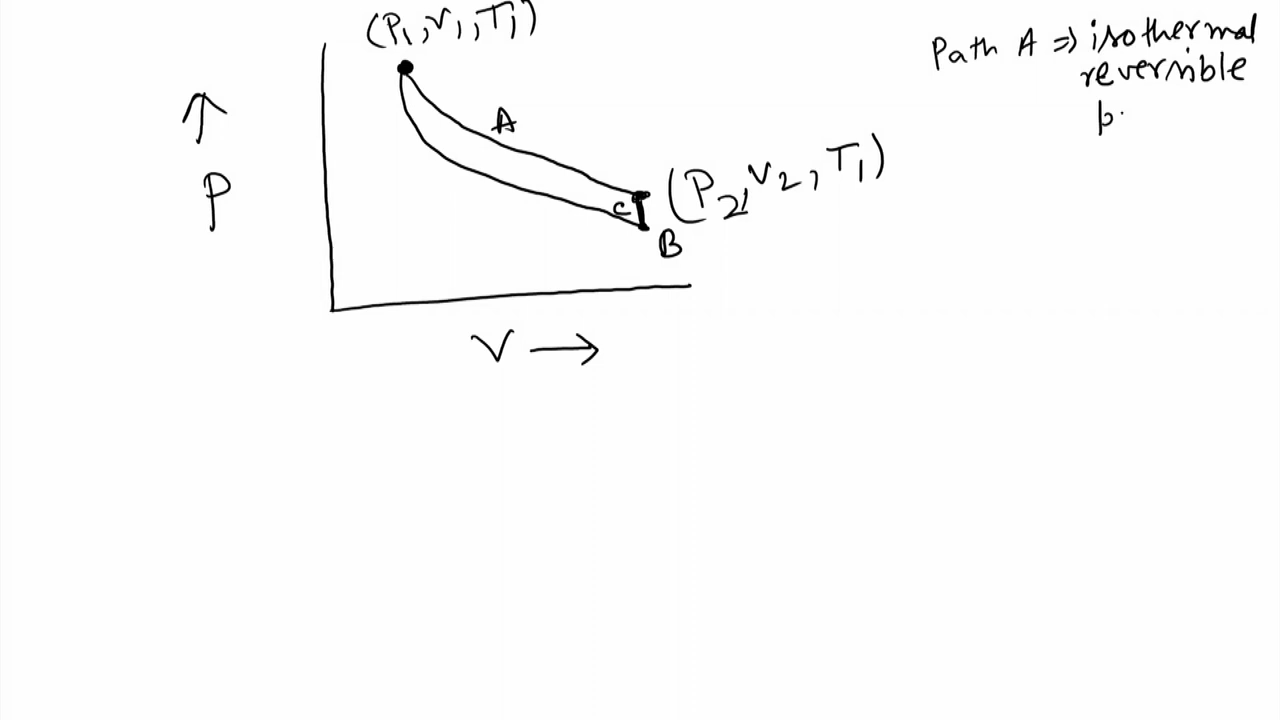 (P₁, V₁, T₁)
Path A ⇒ isothermal
reversible
p.
↑
P
A
(P₂, V₂, T₁)
C
B
V →